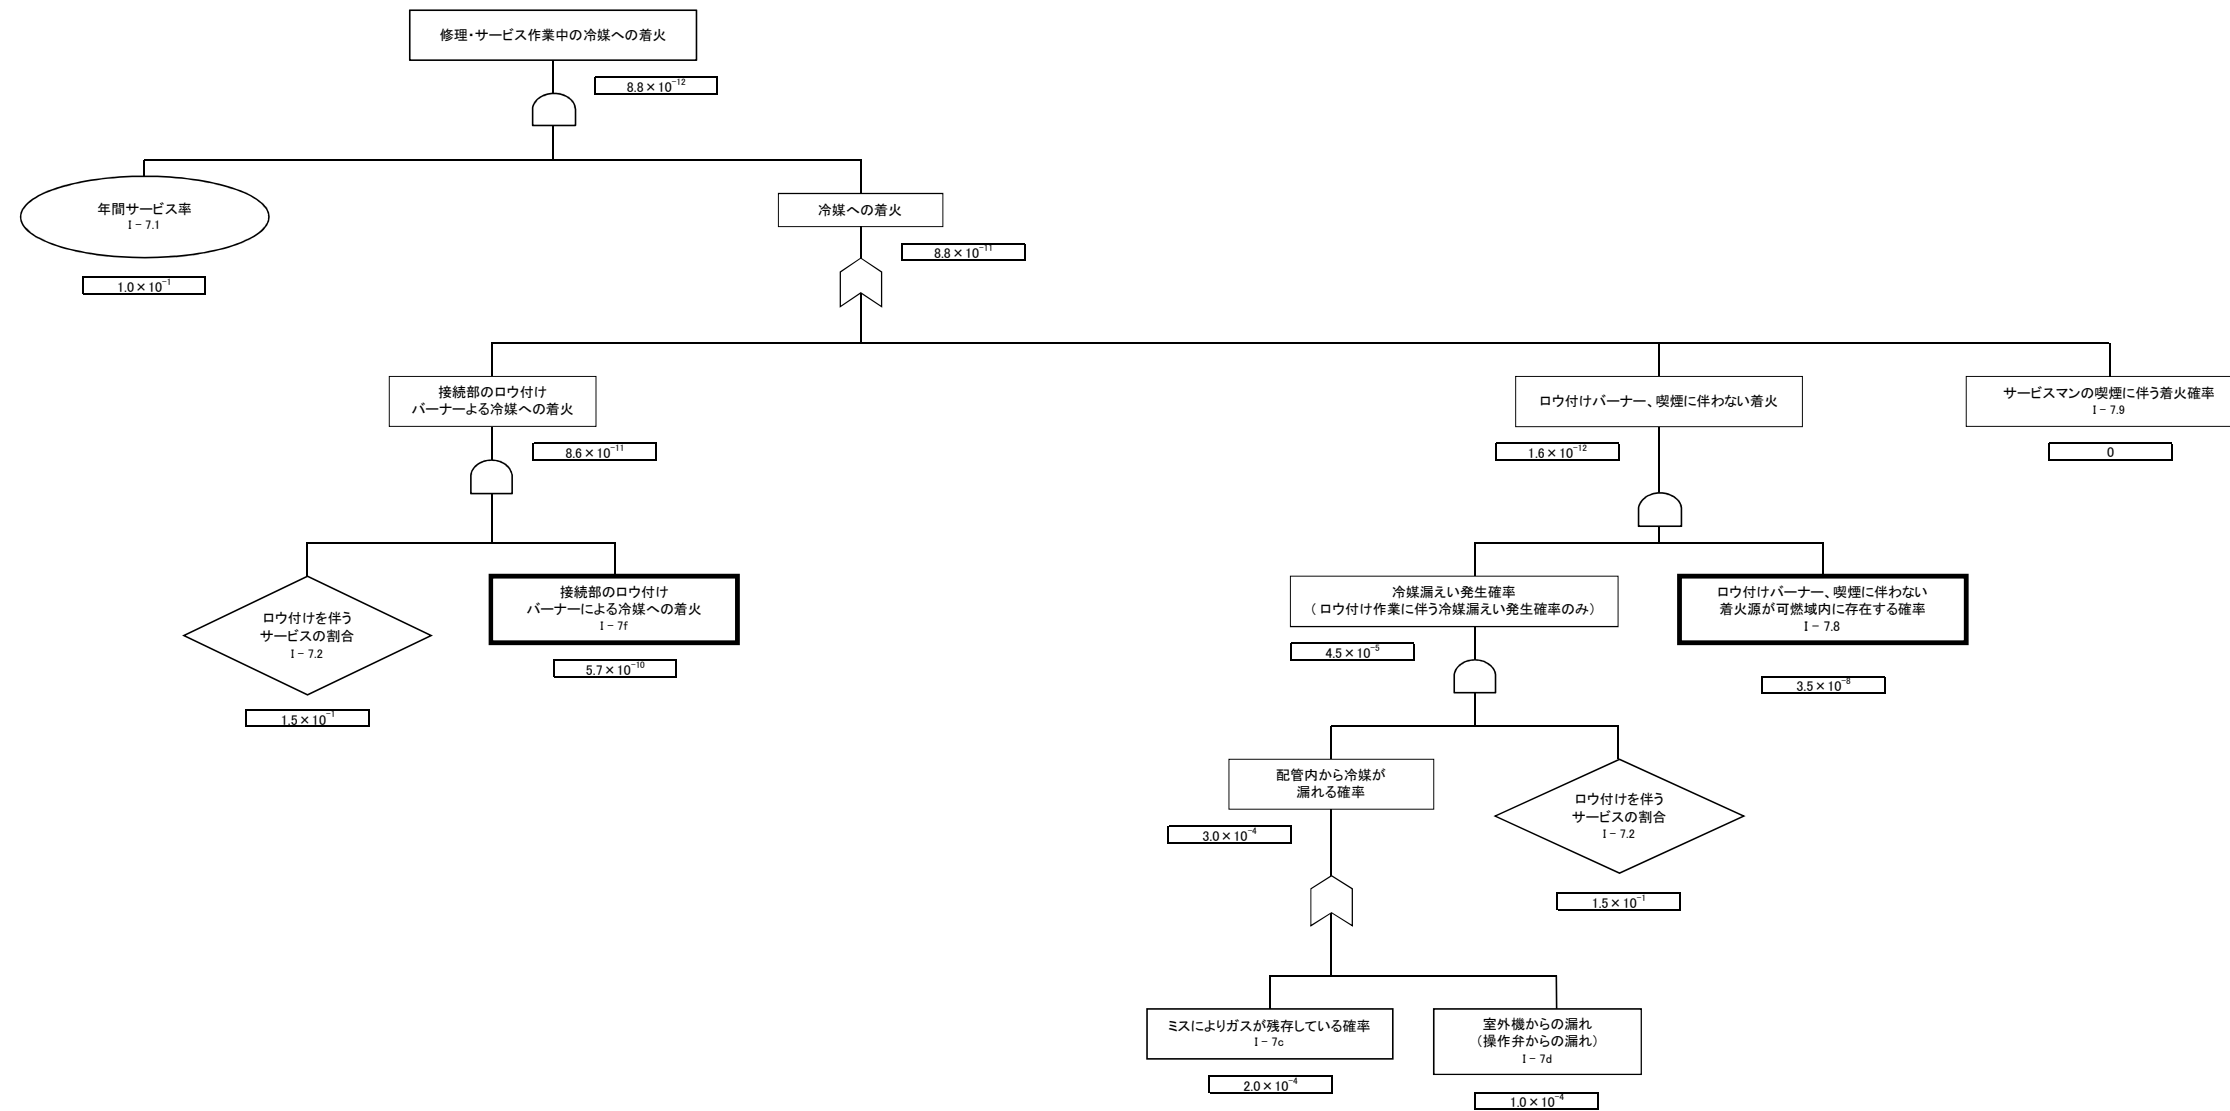 修理・サービス作業中の冷媒への着火
8.8×10⁻¹²
年間サービス率
I－7.1
1.0×10⁻¹
冷媒への着火
8.8×10⁻¹¹
接続部のロウ付け
バーナーよる冷媒への着火
8.6×10⁻¹¹
ロウ付けバーナー、喫煙に伴わない着火
1.6×10⁻¹²
サービスマンの喫煙に伴う着火確率
I－7.9
0
ロウ付けを伴う
サービスの割合
I－7.2
1.5×10⁻¹
接続部のロウ付け
バーナーによる冷媒への着火
I－7f
5.7×10⁻¹⁰
冷媒漏えい発生確率
（ロウ付け作業に伴う冷媒漏えい発生確率のみ）
4.5×10⁻⁵
ロウ付けバーナー、喫煙に伴わない
着火源が可燃域内に存在する確率
I－7.8
3.5×10⁻⁸
配管内から冷媒が
漏れる確率
3.0×10⁻⁴
ロウ付けを伴う
サービスの割合
I－7.2
1.5×10⁻¹
ミスによりガスが残存している確率
I－7c
2.0×10⁻⁴
室外機からの漏れ
（操作弁からの漏れ）
I－7d
1.0×10⁻⁴